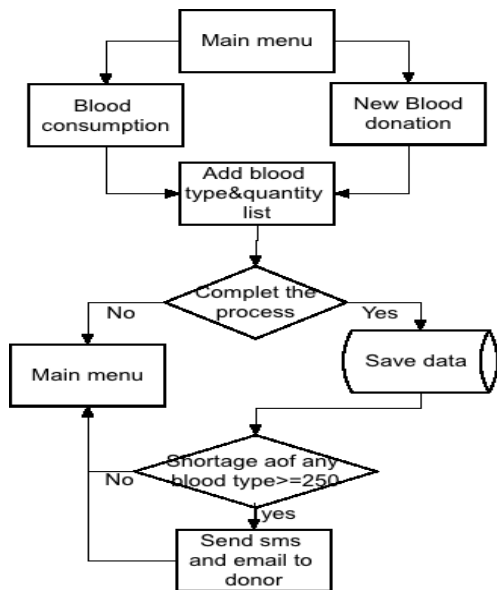 Main menu
Blood
consumption
New Blood
donation
Add blood
type&quantity
list
Complet the
process
No
Yes
Main menu
Save data
Shortage aof any
blood type>=250
No
yes
Send sms
and email to
donor